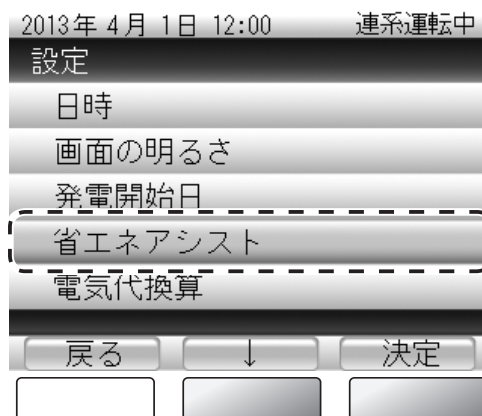 2013年 4月 1日 12:00 連系運転中
設定
日時
画面の明るさ
発電開始日
省エネアシスト
電気代換算
戻る ↓ 決定